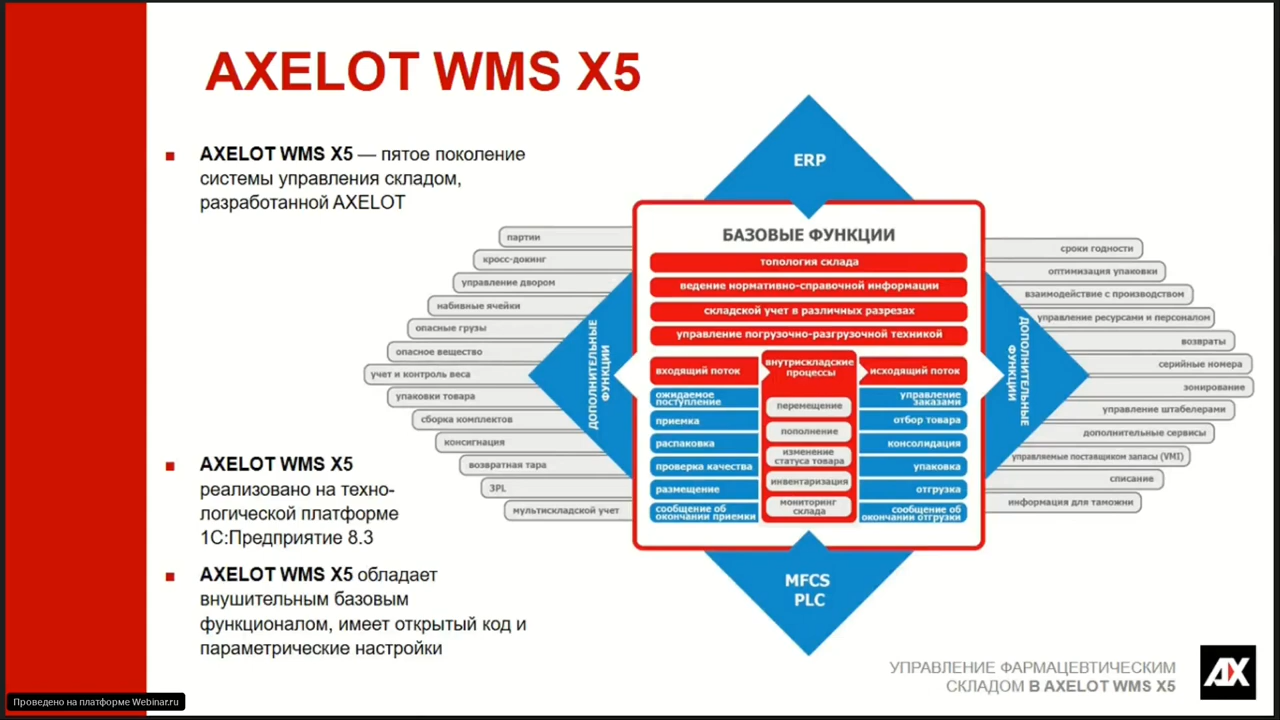 AXELOT WMS X5
AXELOT WMS X5 — пятое поколение
системы управления складом,
разработанной AXELOT
AXELOT WMS X5
реализовано на техно-
логической платформе
1С:Предприятие 8.3
AXELOT WMS X5 обладает
внушительным базовым
функционалом, имеет открытый код и
параметрические настройки
партии
кросс-докинг
управление двором
набивные ячейки
опасные грузы
опасное вещество
учет и контроль веса
упаковки товара
сборка комплектов
консигнация
возвратная тара
3PL
мультискладской учет
ДОПОЛНИТЕЛЬНЫЕ
ФУНКЦИИ
ERP
БАЗОВЫЕ ФУНКЦИИ
топология склада
ведение нормативно-справочной информации
складской учет в различных разрезах
управление погрузочно-разгрузочной техникой
входящий поток
ожидаемое
поступление
приемка
распаковка
проверка качества
размещение
сообщение об
окончании приемки
внутрискладские
процессы
перемещение
пополнение
изменение
статуса товара
инвентаризация
мониторинг
склада
исходящий поток
управление
заказами
отбор товара
консолидация
упаковка
отгрузка
сообщение об
окончании отгрузки
MFCS
PLC
ДОПОЛНИТЕЛЬНЫЕ
ФУНКЦИИ
сроки годности
оптимизация упаковки
взаимодействие с производством
управление ресурсами и персоналом
возвраты
серийные номера
зонирование
управление штабелерами
дополнительные сервисы
управляемые поставщиком запасы (VMI)
списание
информация для таможни
УПРАВЛЕНИЕ ФАРМАЦЕВТИЧЕСКИМ
СКЛАДОМ В AXELOT WMS X5
AX
Проведено на платформе Webinar.ru